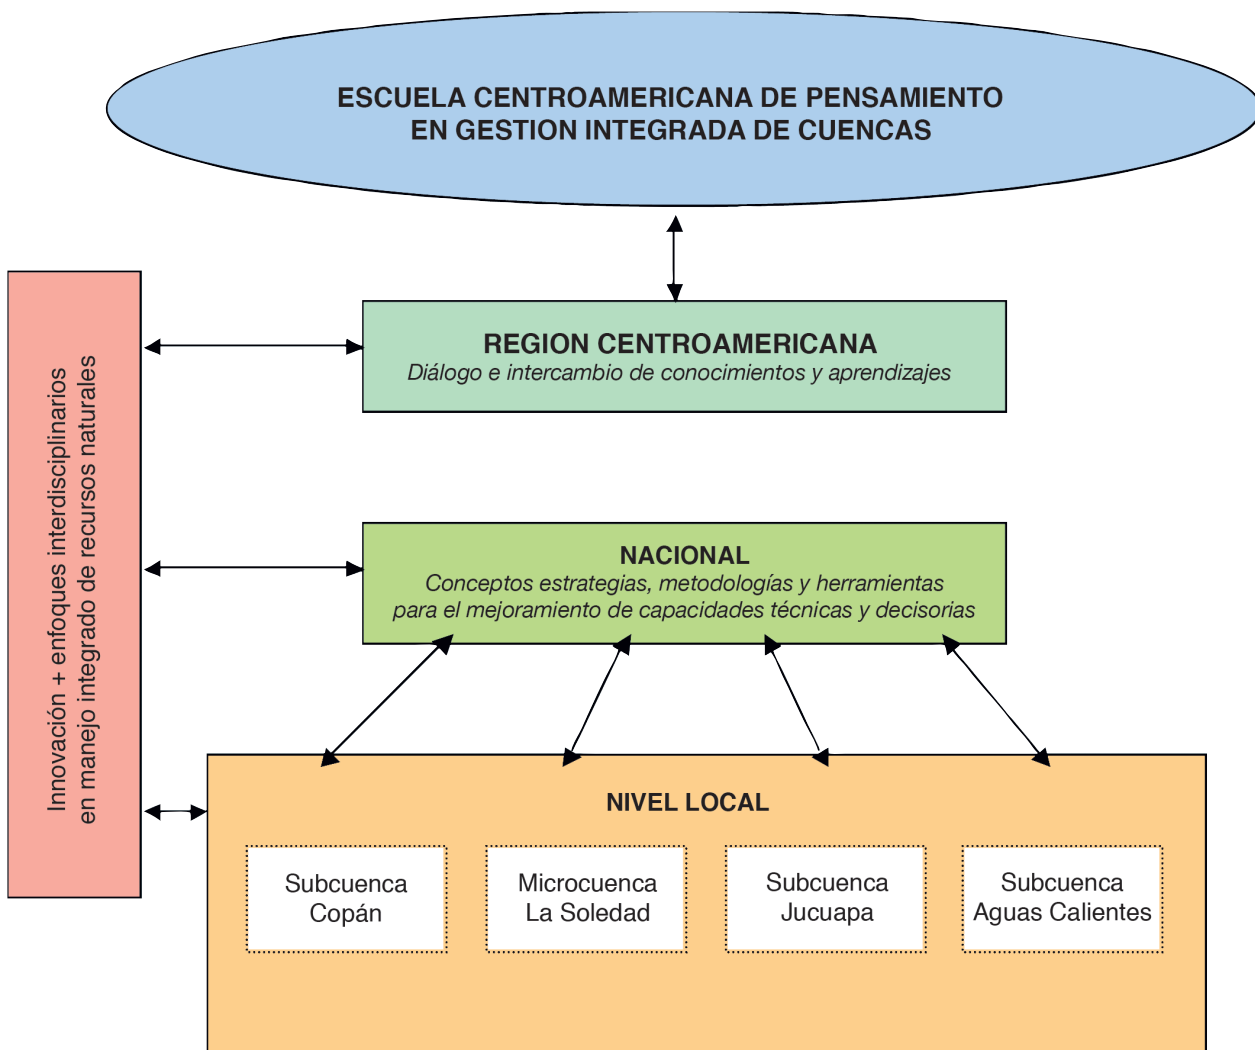 ESCUELA CENTROAMERICANA DE PENSAMIENTO
EN GESTION INTEGRADA DE CUENCAS
REGION CENTROAMERICANA
Diálogo e intercambio de conocimientos y aprendizajes
Innovación + enfoques interdisciplinarios
en manejo integrado de recursos naturales
NACIONAL
Conceptos estrategias, metodologías y herramientas
para el mejoramiento de capacidades técnicas y decisorias
NIVEL LOCAL
Subcuenca
Copán
Microcuenca
La Soledad
Subcuenca
Jucuapa
Subcuenca
Aguas Calientes